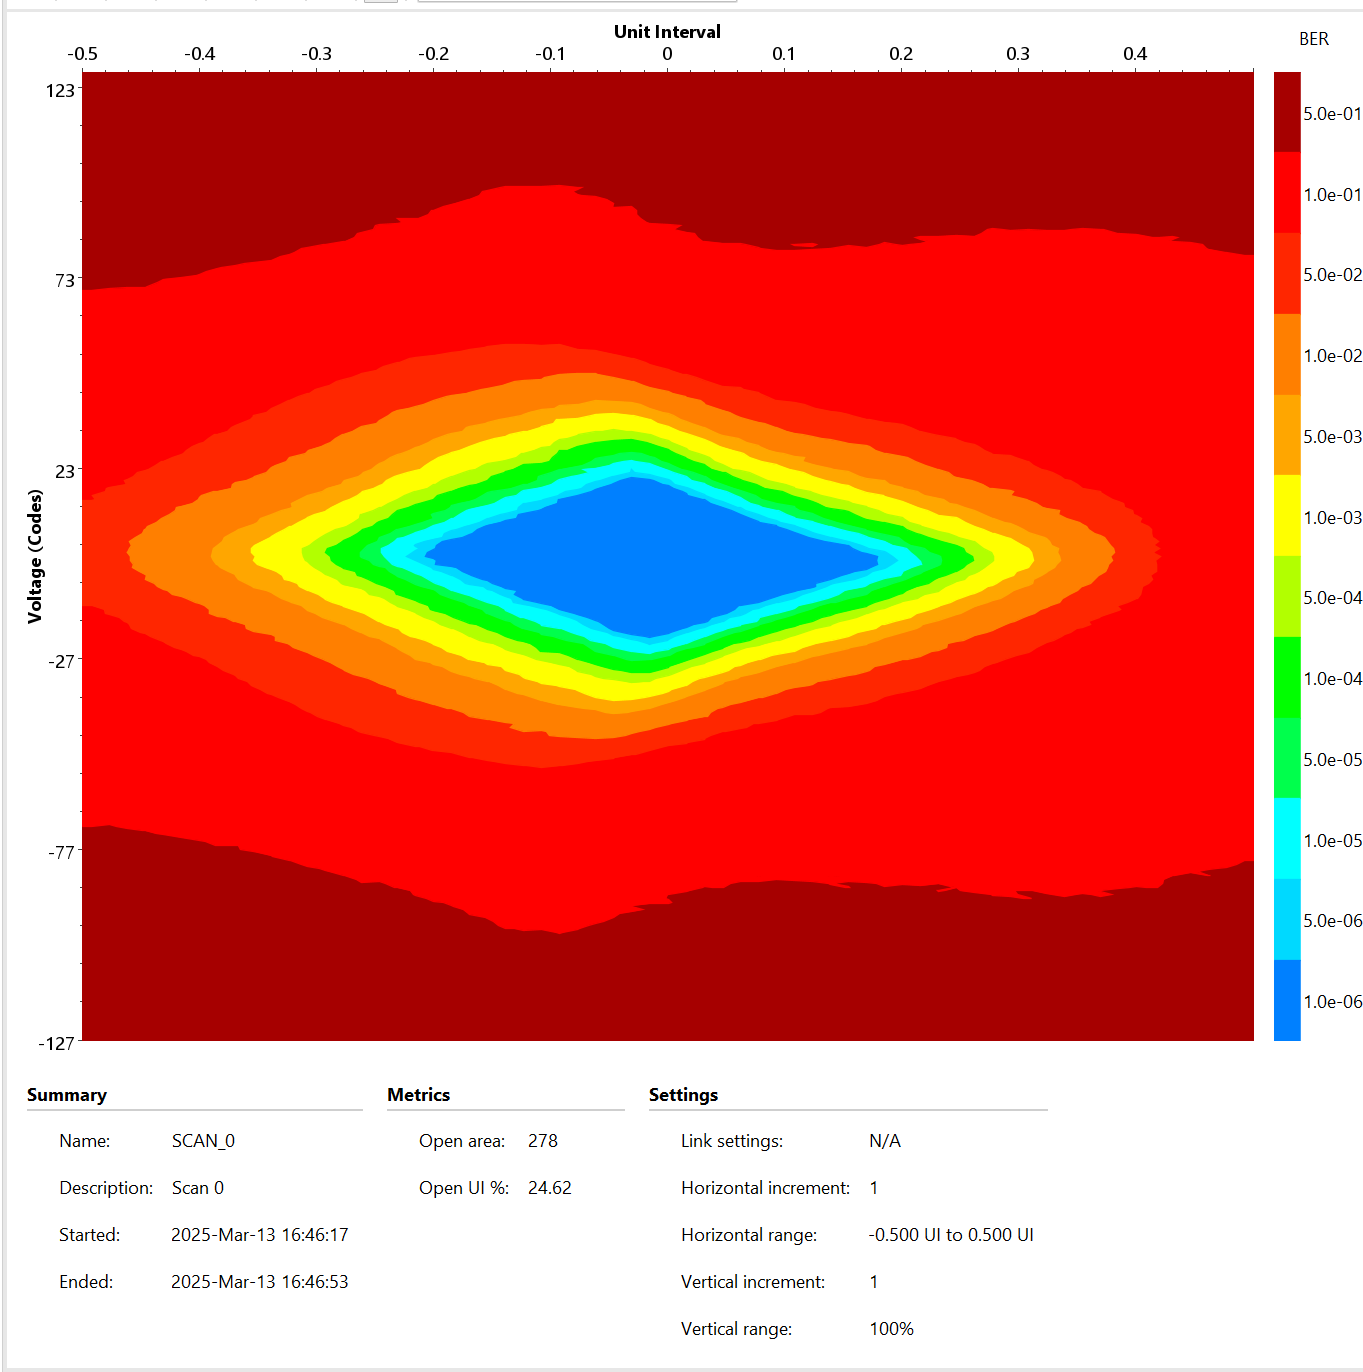 Unit Interval
-0.5 -0.4 -0.3 -0.2 -0.1 0 0.1 0.2 0.3 0.4
BER
123
73
23
-27
-77
-127
Voltage (Codes)
5.0e-01
1.0e-01
5.0e-02
1.0e-02
5.0e-03
1.0e-03
5.0e-04
1.0e-04
5.0e-05
1.0e-05
5.0e-06
1.0e-06
Summary
Name: SCAN_0
Description: Scan 0
Started: 2025-Mar-13 16:46:17
Ended: 2025-Mar-13 16:46:53
Metrics
Open area: 278
Open UI %: 24.62
Settings
Link settings: N/A
Horizontal increment: 1
Horizontal range: -0.500 UI to 0.500 UI
Vertical increment: 1
Vertical range: 100%